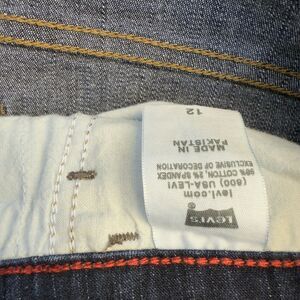 LEVI'S
levi.com
(800) USA-LEVI
98% COTTON, 2% SPANDEX
EXCLUSIVE OF DECORATION
MADE IN
PAKISTAN
12